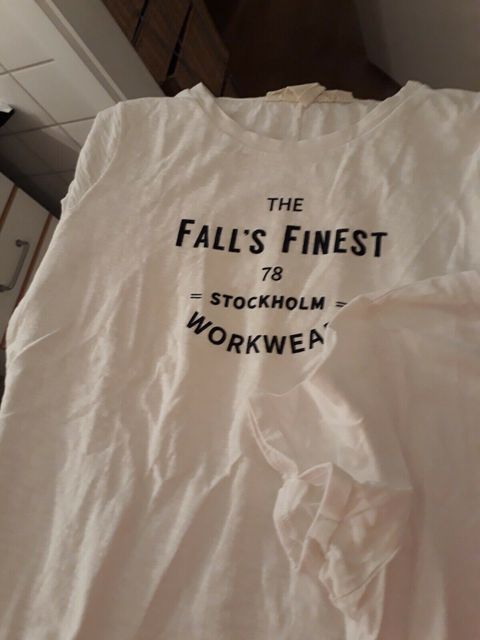 THE
FALL'S FINEST
78
= STOCKHOLM =
WORKWEA